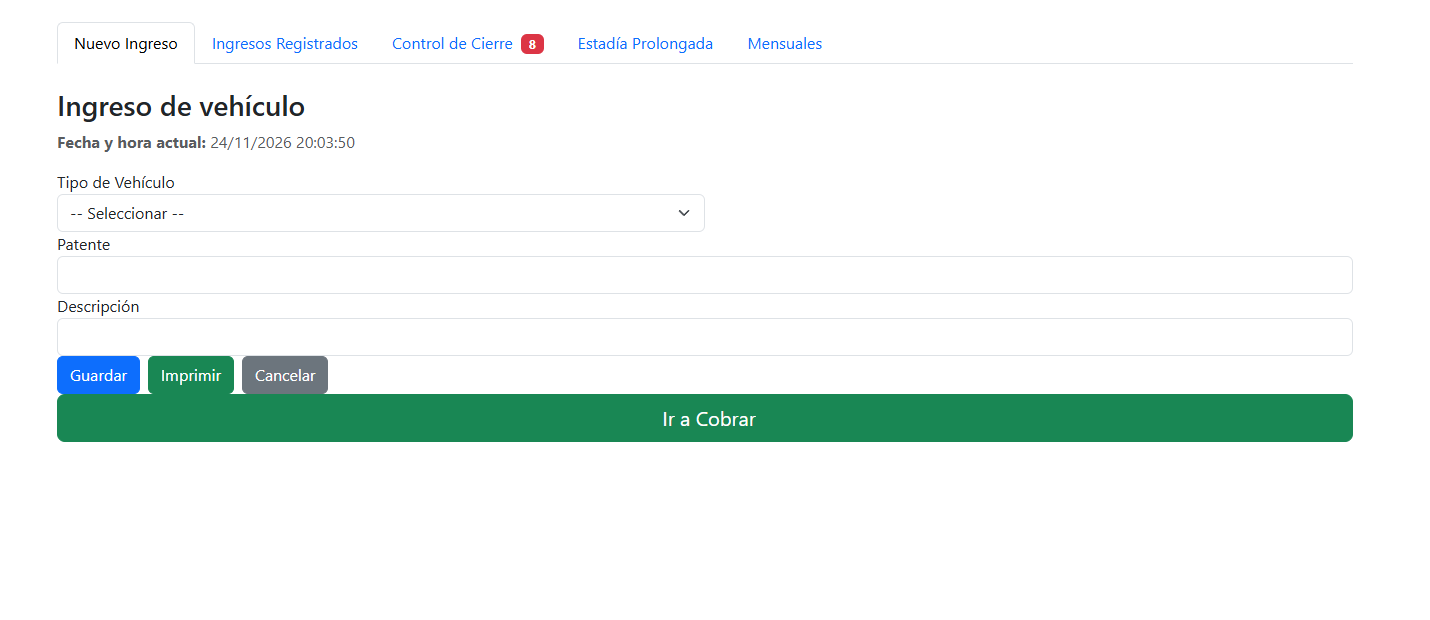 Nuevo Ingreso Ingresos Registrados Control de Cierre 8 Estadía Prolongada Mensuales
Ingreso de vehículo
Fecha y hora actual: 24/11/2026 20:03:50
Tipo de Vehículo
-- Seleccionar --
Patente
Descripción
Guardar Imprimir Cancelar
Ir a Cobrar